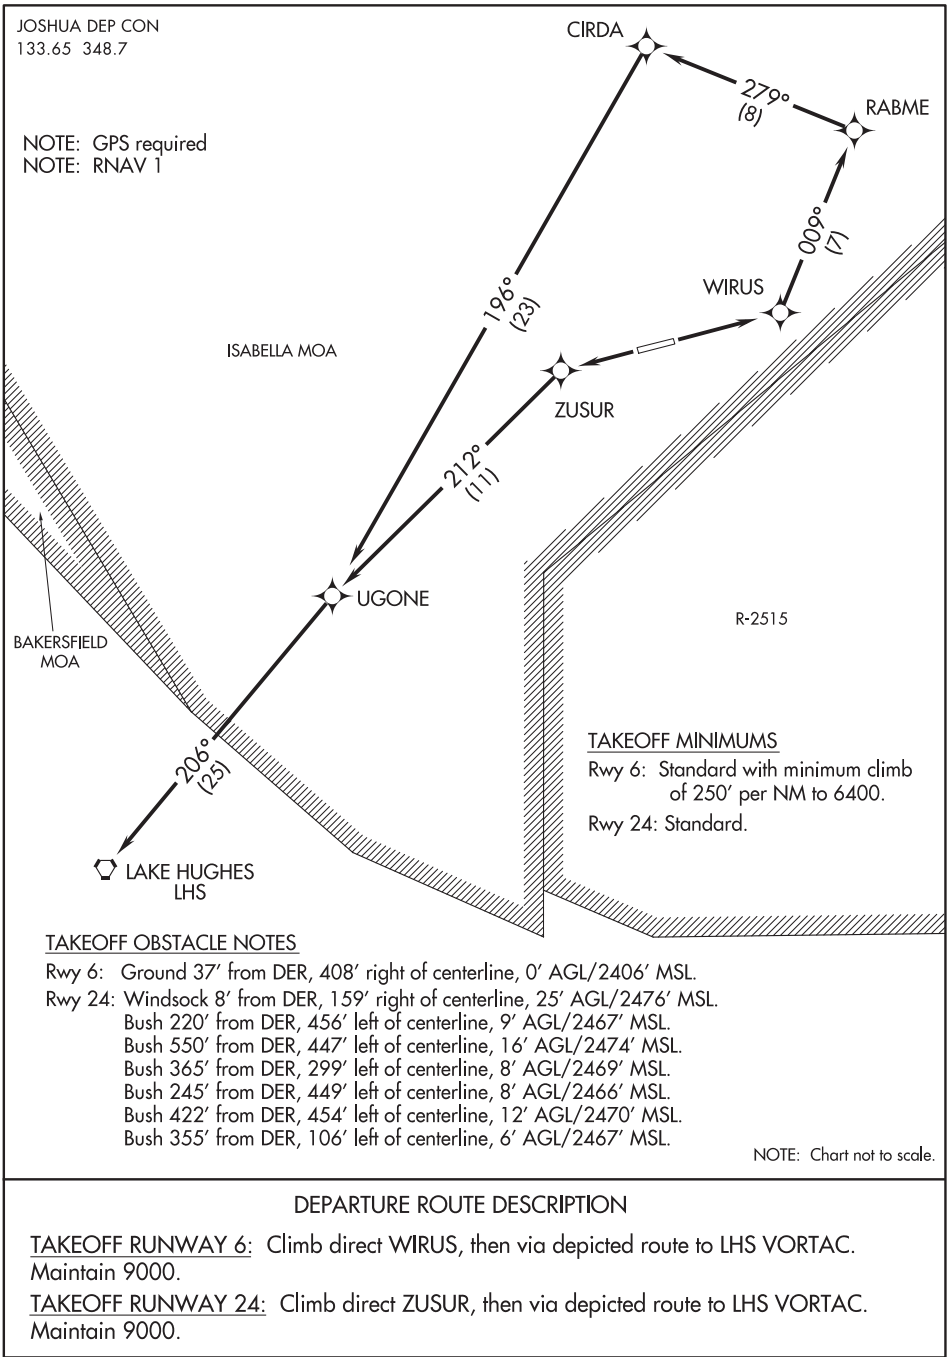 JOSHUA DEP CON
133.65 348.7
NOTE: GPS required
NOTE: RNAV 1
CIRDA
279°
(8)
RABME
009°
(7)
WIRUS
196°
(23)
ISABELLA MOA
ZUSUR
212°
(11)
UGONE
BAKERSFIELD
MOA
R-2515
206°
(25)
LAKE HUGHES
LHS
TAKEOFF MINIMUMS
Rwy 6: Standard with minimum climb
of 250′ per NM to 6400.
Rwy 24: Standard.
TAKEOFF OBSTACLE NOTES
Rwy 6: Ground 37′ from DER, 408′ right of centerline, 0′ AGL/2406′ MSL.
Rwy 24: Windsock 8′ from DER, 159′ right of centerline, 25′ AGL/2476′ MSL.
Bush 220′ from DER, 456′ left of centerline, 9′ AGL/2467′ MSL.
Bush 550′ from DER, 447′ left of centerline, 16′ AGL/2474′ MSL.
Bush 365′ from DER, 299′ left of centerline, 8′ AGL/2469′ MSL.
Bush 245′ from DER, 449′ left of centerline, 8′ AGL/2466′ MSL.
Bush 422′ from DER, 454′ left of centerline, 12′ AGL/2470′ MSL.
Bush 355′ from DER, 106′ left of centerline, 6′ AGL/2467′ MSL.
NOTE: Chart not to scale.
DEPARTURE ROUTE DESCRIPTION
TAKEOFF RUNWAY 6: Climb direct WIRUS, then via depicted route to LHS VORTAC.
Maintain 9000.
TAKEOFF RUNWAY 24: Climb direct ZUSUR, then via depicted route to LHS VORTAC.
Maintain 9000.